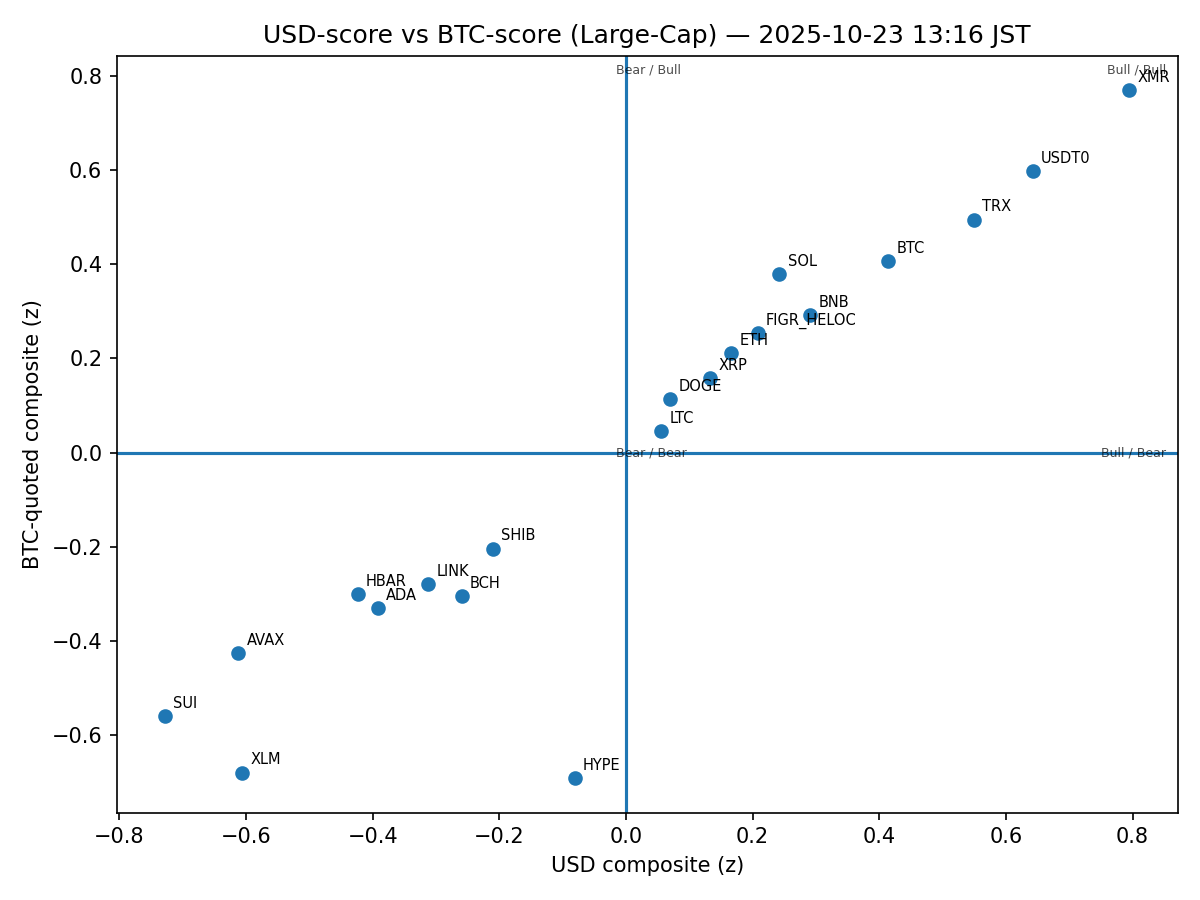 USD-score vs BTC-score (Large-Cap) — 2025-10-23 13:16 JST
Bear / Bull
Bull / Bull
XMR
USDT0
TRX
BTC
SOL
BNB
FIGR_HELOC
ETH
XRP
DOGE
LTC
Bear / Bear
Bull / Bear
SHIB
LINK
HBAR
BCH
ADA
AVAX
SUI
XLM
HYPE
0.8
0.6
0.4
0.2
0.0
−0.2
−0.4
−0.6
BTC-quoted composite (z)
−0.8
−0.6
−0.4
−0.2
0.0
0.2
0.4
0.6
0.8
USD composite (z)